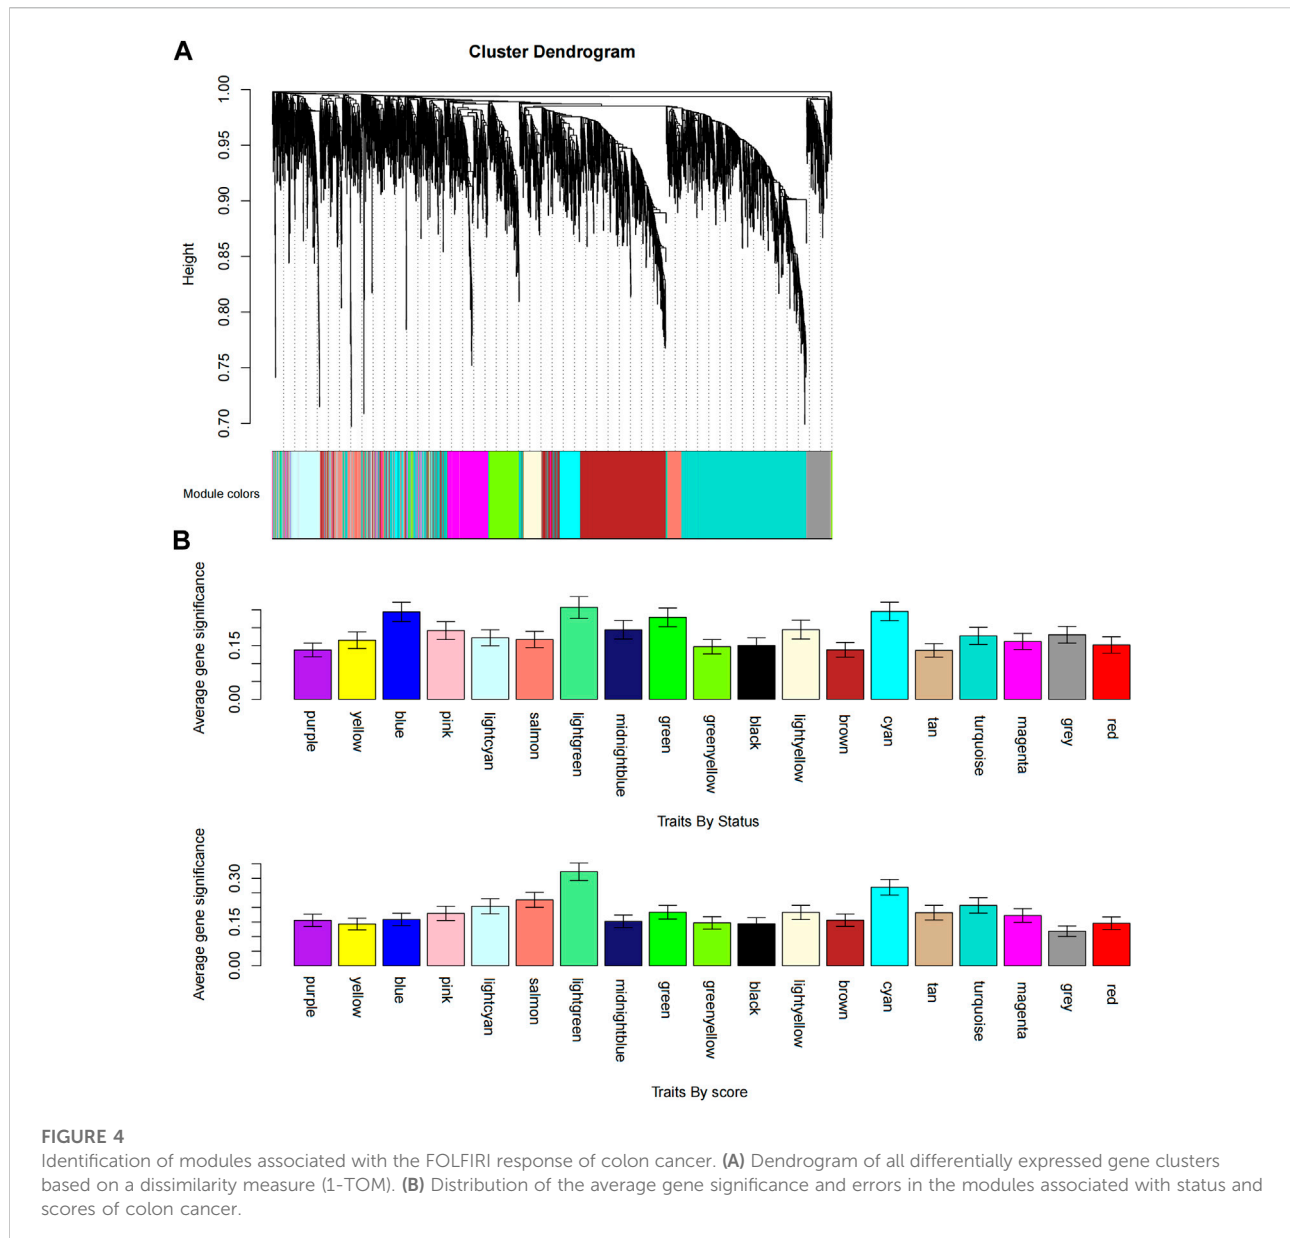 A
Cluster Dendrogram
Height
1.00
0.95
0.90
0.85
0.80
0.75
0.70
Module colors
B
Average gene significance
0.15
0.00
purple
yellow
blue
pink
lightcyan
salmon
lightgreen
midnightblue
green
greenyellow
black
lightyellow
brown
cyan
tan
turquoise
magenta
grey
red
Traits By Status
Average gene significance
0.30
0.15
0.00
purple
yellow
blue
pink
lightcyan
salmon
lightgreen
midnightblue
green
greenyellow
black
lightyellow
brown
cyan
tan
turquoise
magenta
grey
red
Traits By score
FIGURE 4
Identification of modules associated with the FOLFIRI response of colon cancer. (A) Dendrogram of all differentially expressed gene clusters
based on a dissimilarity measure (1-TOM). (B) Distribution of the average gene significance and errors in the modules associated with status and
scores of colon cancer.